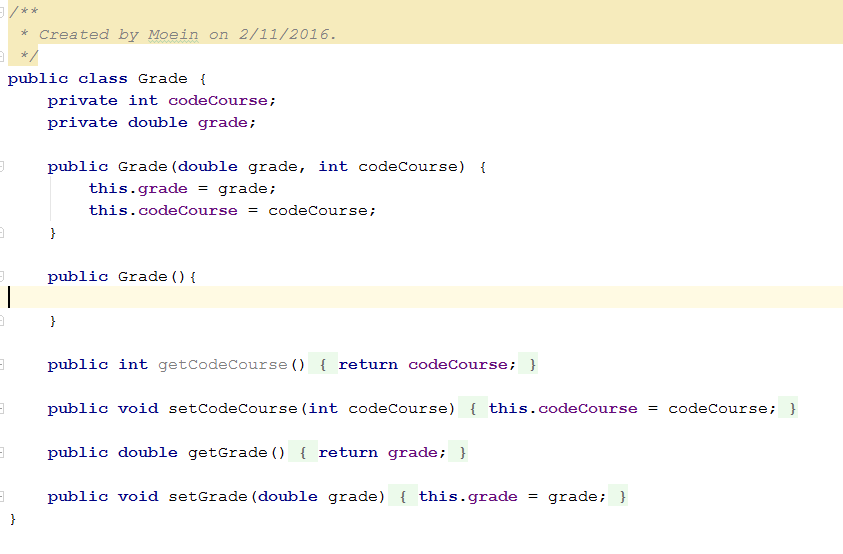 /**
 * Created by Moein on 2/11/2016.
 */
public class Grade {
    private int codeCourse;
    private double grade;

    public Grade(double grade, int codeCourse) {
        this.grade = grade;
        this.codeCourse = codeCourse;
    }

    public Grade(){

    }

    public int getCodeCourse() { return codeCourse; }

    public void setCodeCourse(int codeCourse) { this.codeCourse = codeCourse; }

    public double getGrade() { return grade; }

    public void setGrade(double grade) { this.grade = grade; }
}